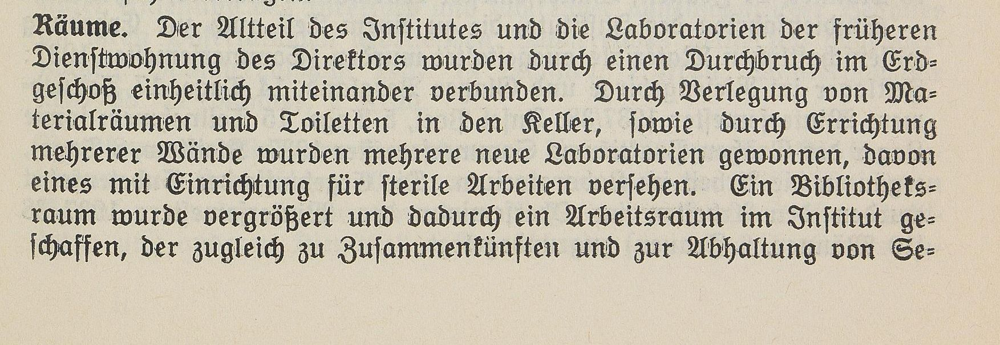 Räume. Der Altteil des Institutes und die Laboratorien der früheren
Dienstwohnung des Direktors wurden durch einen Durchbruch im Erd-
geschoß einheitlich miteinander verbunden. Durch Verlegung von Ma-
terialräumen und Toiletten in den Keller, sowie durch Errichtung
mehrerer Wände wurden mehrere neue Laboratorien gewonnen, davon
eines mit Einrichtung für sterile Arbeiten versehen. Ein Bibliotheks-
raum wurde vergrößert und dadurch ein Arbeitsraum im Institut ge-
schaffen, der zugleich zu Zusammenkünften und zur Abhaltung von Se-